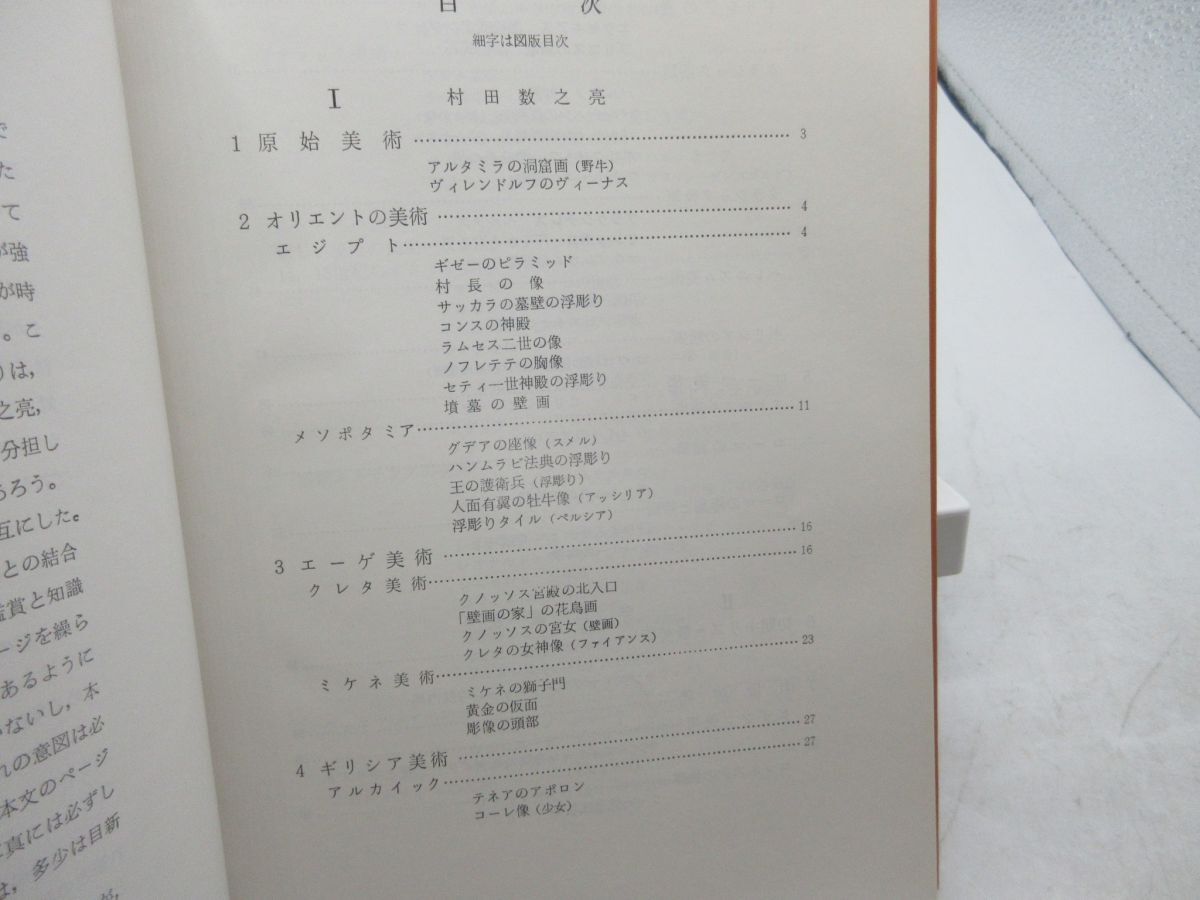 で
た
て
が強
が時
。こ
りは,
之亮,
分担し
あろう。
互にした。
との結合
鑑賞と知識
ージを繰ら
あるように
いないし, 本
れの意図は必
本文のページ
真には必ずし
は, 多少は目新
が,
目次
細字は図版目次
I 村田数之亮
1 原始美術 …… 3
アルタミラの洞窟画 (野牛)
ヴィレンドルフのヴィーナス
2 オリエントの美術 …… 4
エジプト …… 4
ギゼーのピラミッド
村長の像
サッカラの墓壁の浮彫り
コンスの神殿
ラムセス二世の像
ノフレテテの胸像
セティ一世神殿の浮彫り
墳墓の壁画
メソポタミア …… 11
グデアの座像 (スメル)
ハンムラビ法典の浮彫り
王の護衛兵 (浮彫り)
人面有翼の牡牛像 (アッシリア)
浮彫りタイル (ペルシア)
3 エーゲ美術 …… 16
クレタ美術 …… 16
クノッソス宮殿の北入口
「壁画の家」の花鳥画
クノッソスの宮女 (壁画)
クレタの女神像 (ファイアンス)
ミケネ美術 …… 23
ミケネの獅子門
黄金の仮面
彫像の頭部
4 ギリシア美術 …… 27
アルカイック …… 27
テネアのアポロン
コーレ像 (少女)